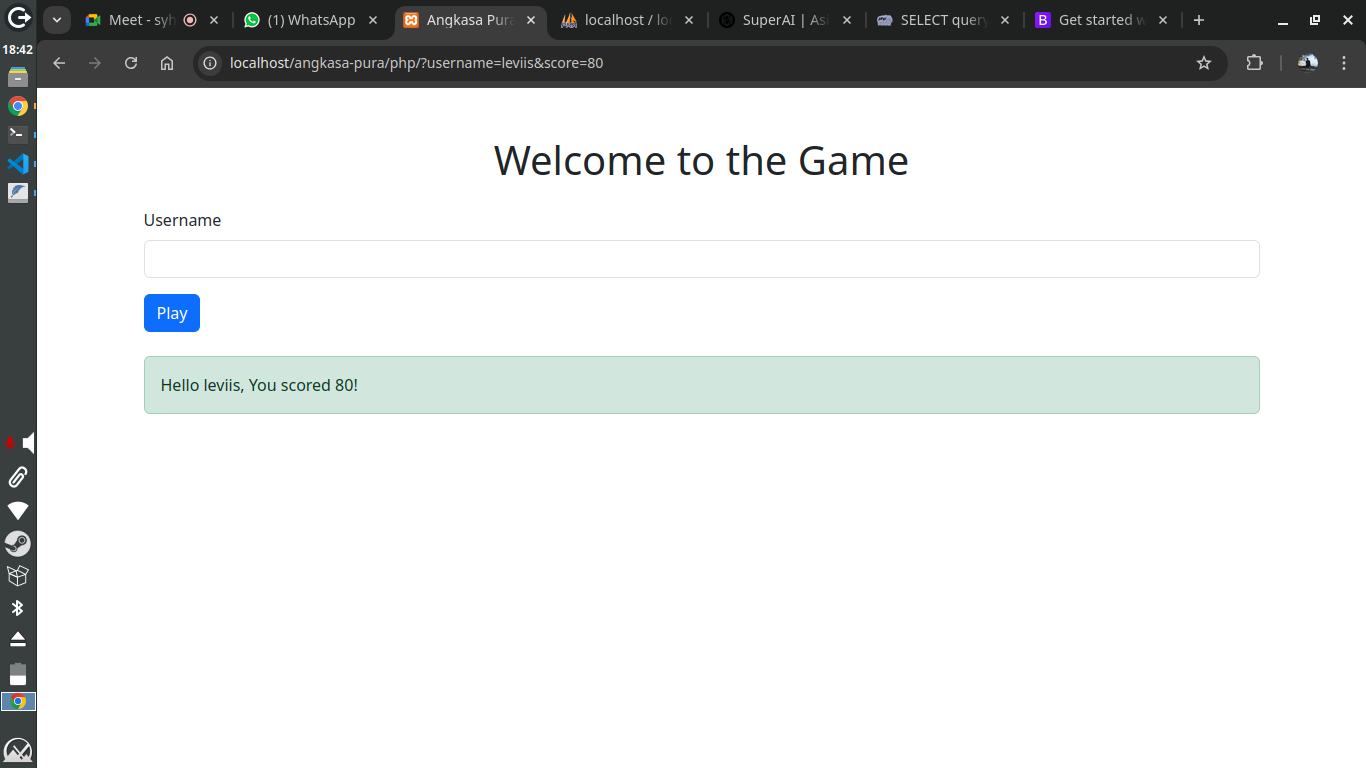 18:42
Meet - syh
(1) WhatsApp
Angkasa Pura
localhost / lo
SuperAI | Asi
SELECT query
B Get started w
localhost/angkasa-pura/php/?username=leviis&score=80
Welcome to the Game
Username
Play
Hello leviis, You scored 80!